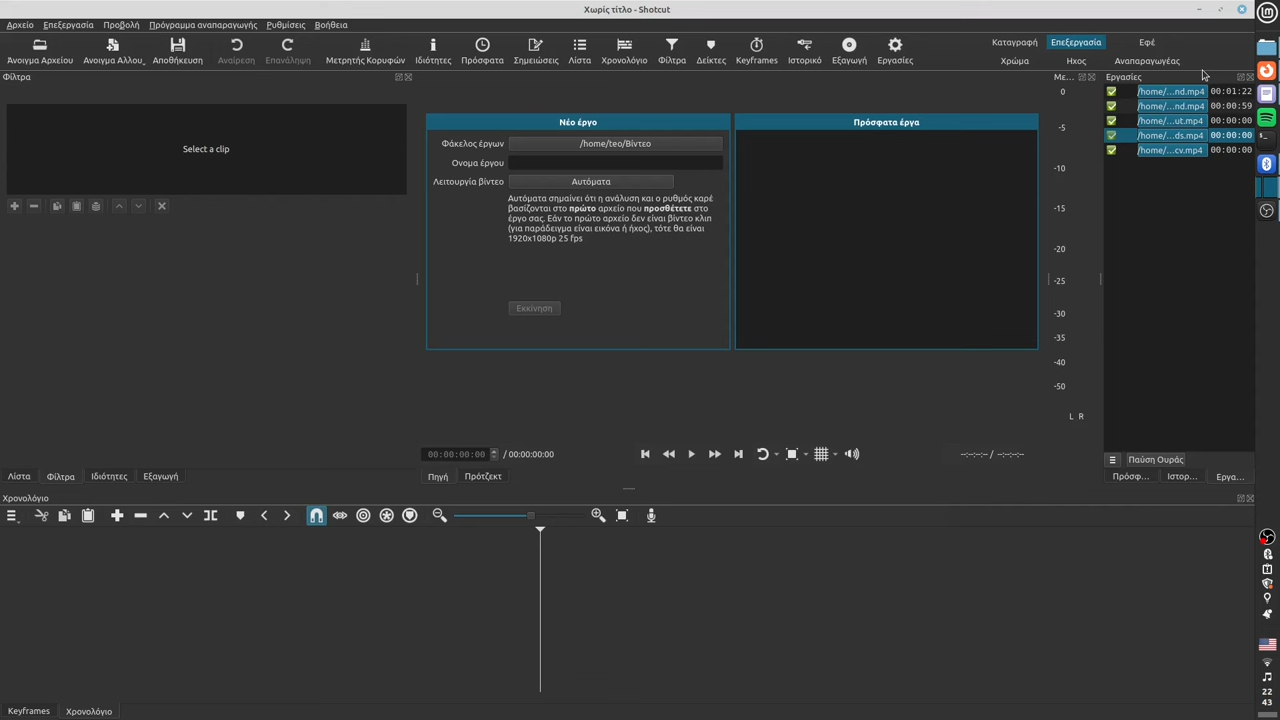 Χωρίς τίτλο - Shotcut
Αρχείο Επεξεργασία Προβολή Πρόγραμμα αναπαραγωγής Ρυθμίσεις Βοήθεια
Άνοιγμα Αρχείου Ανοιγμα Αλλου.. Αποθήκευση Αναίρεση Επανάληψη Μετρητής Κορυφών Ιδιότητες Πρόσφατα Σημειώσεις Λίστα Χρονολόγιο Φίλτρα Δείκτες Keyframes Ιστορικό Εξαγωγή Εργασίες
Καταγραφή Επεξεργασία Εφέ
Χρώμα Ηχος Αναπαραγωγέας
Φίλτρα
Με...
Εργασίες
Select a clip
Νέο έργο
Φάκελος έργων /home/teo/Βίντεο
Ονομα έργου
Λειτουργία βίντεο Αυτόματα
Αυτόματα σημαίνει ότι η ανάλυση και ο ρυθμός καρέ
βασίζονται στο πρώτο αρχείο που προσθέτετε στο
έργο σας. Εάν το πρώτο αρχείο δεν είναι βίντεο κλιπ
(για παράδειγμα είναι εικόνα ή ήχος), τότε θα είναι
1920x1080p 25 fps
Εκκίνηση
Πρόσφατα έργα
0
-5
-10
-15
-20
-25
-30
-35
-40
-50
L R
/home/...nd.mp4 00:01:22
/home/...nd.mp4 00:00:59
/home/...ut.mp4 00:00:00
/home/...ds.mp4 00:00:00
/home/...cv.mp4 00:00:00
00:00:00:00 / 00:00:00:00
--:--:--:-- / --:--:--:--
Παύση Ουράς
Λίστα Φίλτρα Ιδιότητες Εξαγωγή
Πηγή Πρότζεκτ
Πρόσφ... Ιστορ... Εργα...
Χρονολόγιο
Keyframes Χρονολόγιο
22
43